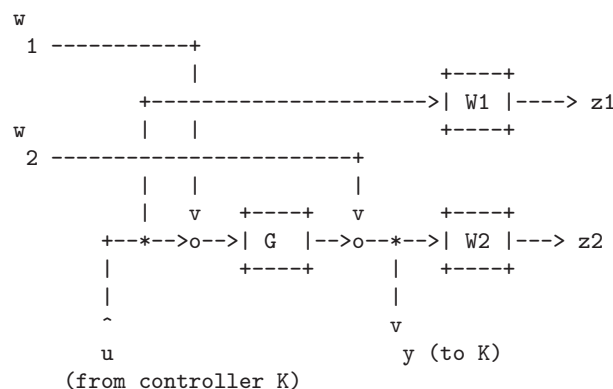 w
1
W1
z1
w
2
G
W2
z2
u
y (to K)
(from controller K)